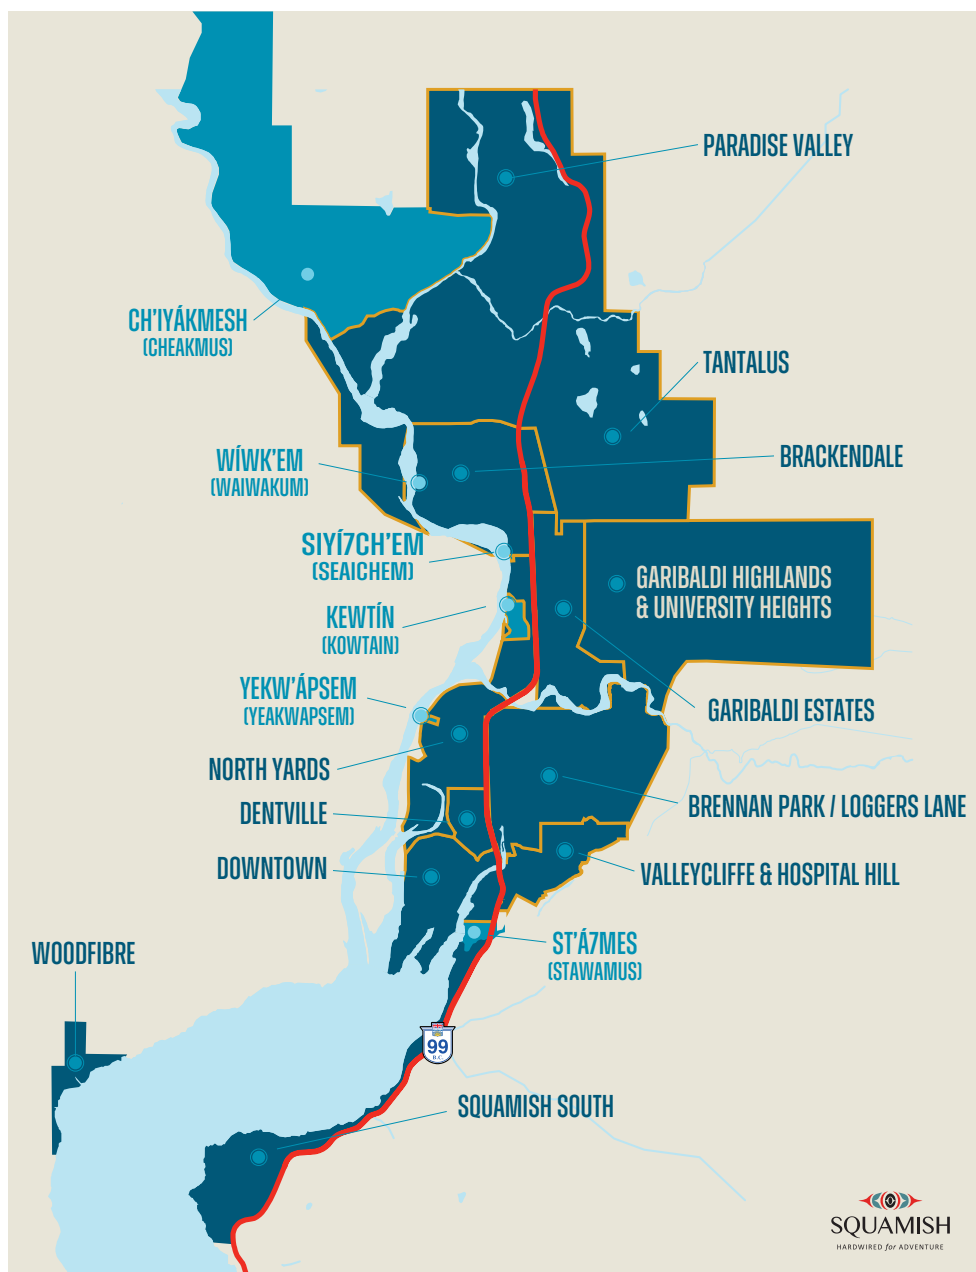 PARADISE VALLEY
CH'IYÁKMESH
(CHEAKMUS)
TANTALUS
BRACKENDALE
WÍWK'EM
(WAIWAKUM)
SIYÍ7CH'EM
(SEAICHEM)
GARIBALDI HIGHLANDS
& UNIVERSITY HEIGHTS
KEWTÍN
(KOWTAIN)
YEKW'ÁPSEM
(YEAKWAPSEM)
GARIBALDI ESTATES
NORTH YARDS
DENTVILLE
BRENNAN PARK / LOGGERS LANE
DOWNTOWN
VALLEYCLIFFE & HOSPITAL HILL
WOODFIBRE
ST'Á7MES
(STAWAMUS)
99
B.C.
SQUAMISH SOUTH
SQUAMISH
HARDWIRED for ADVENTURE